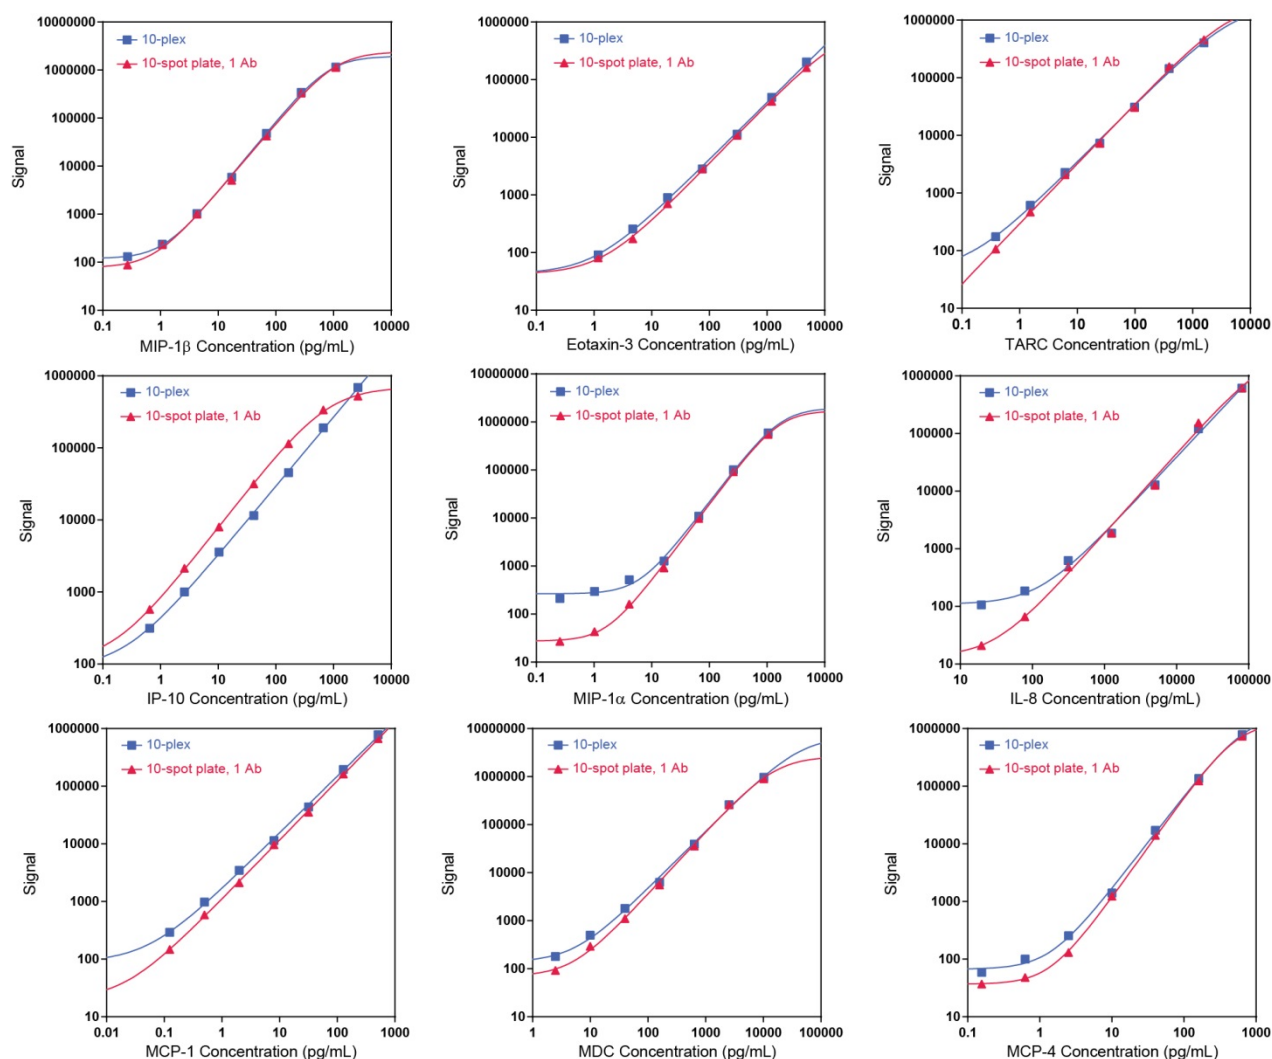 10000000
1000000
100000
10000
1000
100
10
Signal
10-plex
10-spot plate, 1 Ab
0.1 1 10 100 1000 10000
MIP-1β Concentration (pg/mL)
1000000
100000
10000
1000
100
10
Signal
10-plex
10-spot plate, 1 Ab
0.1 1 10 100 1000 10000
Eotaxin-3 Concentration (pg/mL)
1000000
100000
10000
1000
100
10
Signal
10-plex
10-spot plate, 1 Ab
0.1 1 10 100 1000 10000
TARC Concentration (pg/mL)
1000000
100000
10000
1000
100
Signal
10-plex
10-spot plate, 1 Ab
0.1 1 10 100 1000 10000
IP-10 Concentration (pg/mL)
10000000
1000000
100000
10000
1000
100
10
Signal
10-plex
10-spot plate, 1 Ab
0.1 1 10 100 1000 10000
MIP-1α Concentration (pg/mL)
1000000
100000
10000
1000
100
10
Signal
10-plex
10-spot plate, 1 Ab
10 100 1000 10000 100000
IL-8 Concentration (pg/mL)
1000000
100000
10000
1000
100
10
Signal
10-plex
10-spot plate, 1 Ab
0.01 0.1 1 10 100 1000
MCP-1 Concentration (pg/mL)
10000000
1000000
100000
10000
1000
100
10
Signal
10-plex
10-spot plate, 1 Ab
1 10 100 1000 10000 100000
MDC Concentration (pg/mL)
1000000
100000
10000
1000
100
10
Signal
10-plex
10-spot plate, 1 Ab
0.1 1 10 100 1000
MCP-4 Concentration (pg/mL)